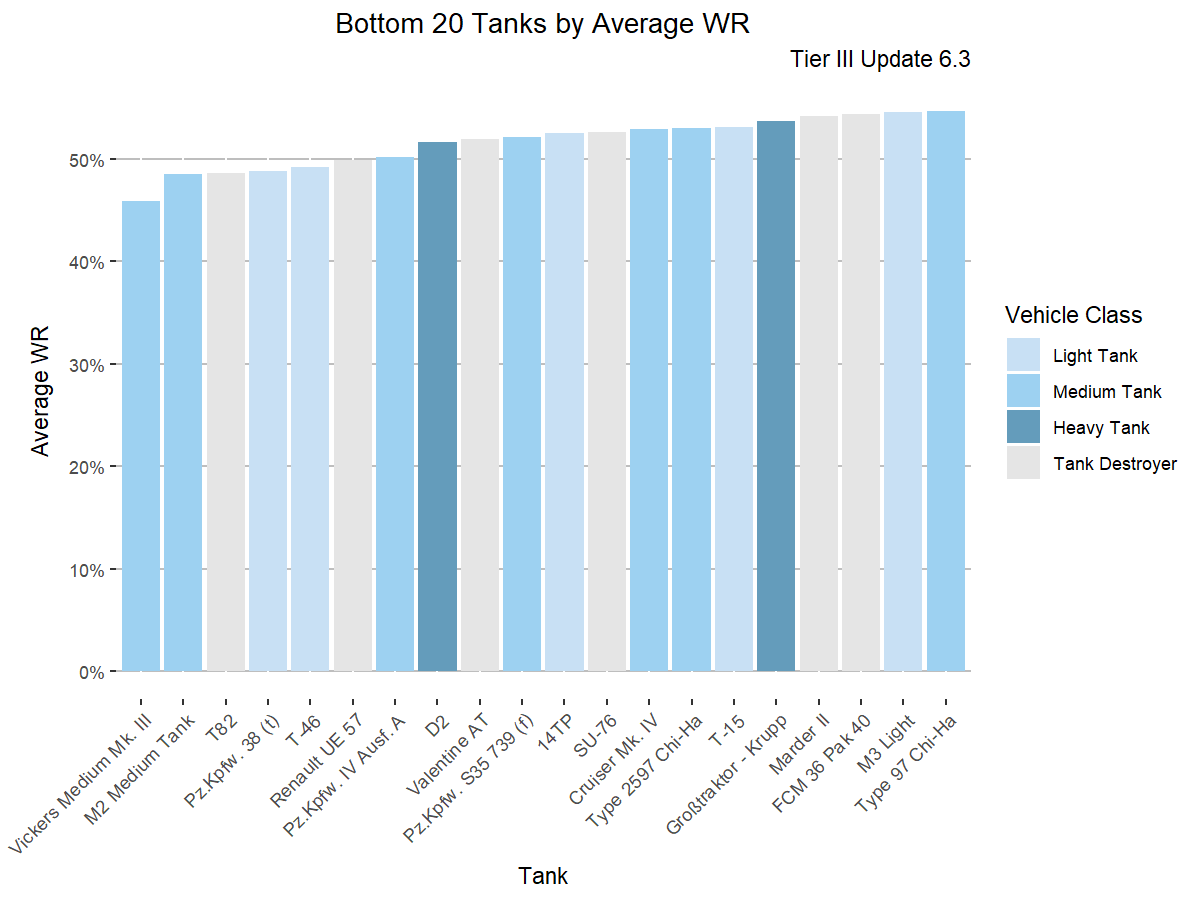 Bottom 20 Tanks by Average WR
Tier III Update 6.3
Average WR
50%
40%
30%
20%
10%
0%
Vickers Medium Mk. III
M2 Medium Tank
T82
Pz.Kpfw. 38 (t)
T-46
Renault UE 57
Pz.Kpfw. IV Ausf. A
D2
Valentine AT
Pz.Kpfw. S35 739 (f)
14TP
SU-76
Cruiser Mk. IV
Type 2597 Chi-Ha
T-15
Großtraktor - Krupp
Marder II
FCM 36 Pak 40
M3 Light
Type 97 Chi-Ha
Tank
Vehicle Class
Light Tank
Medium Tank
Heavy Tank
Tank Destroyer